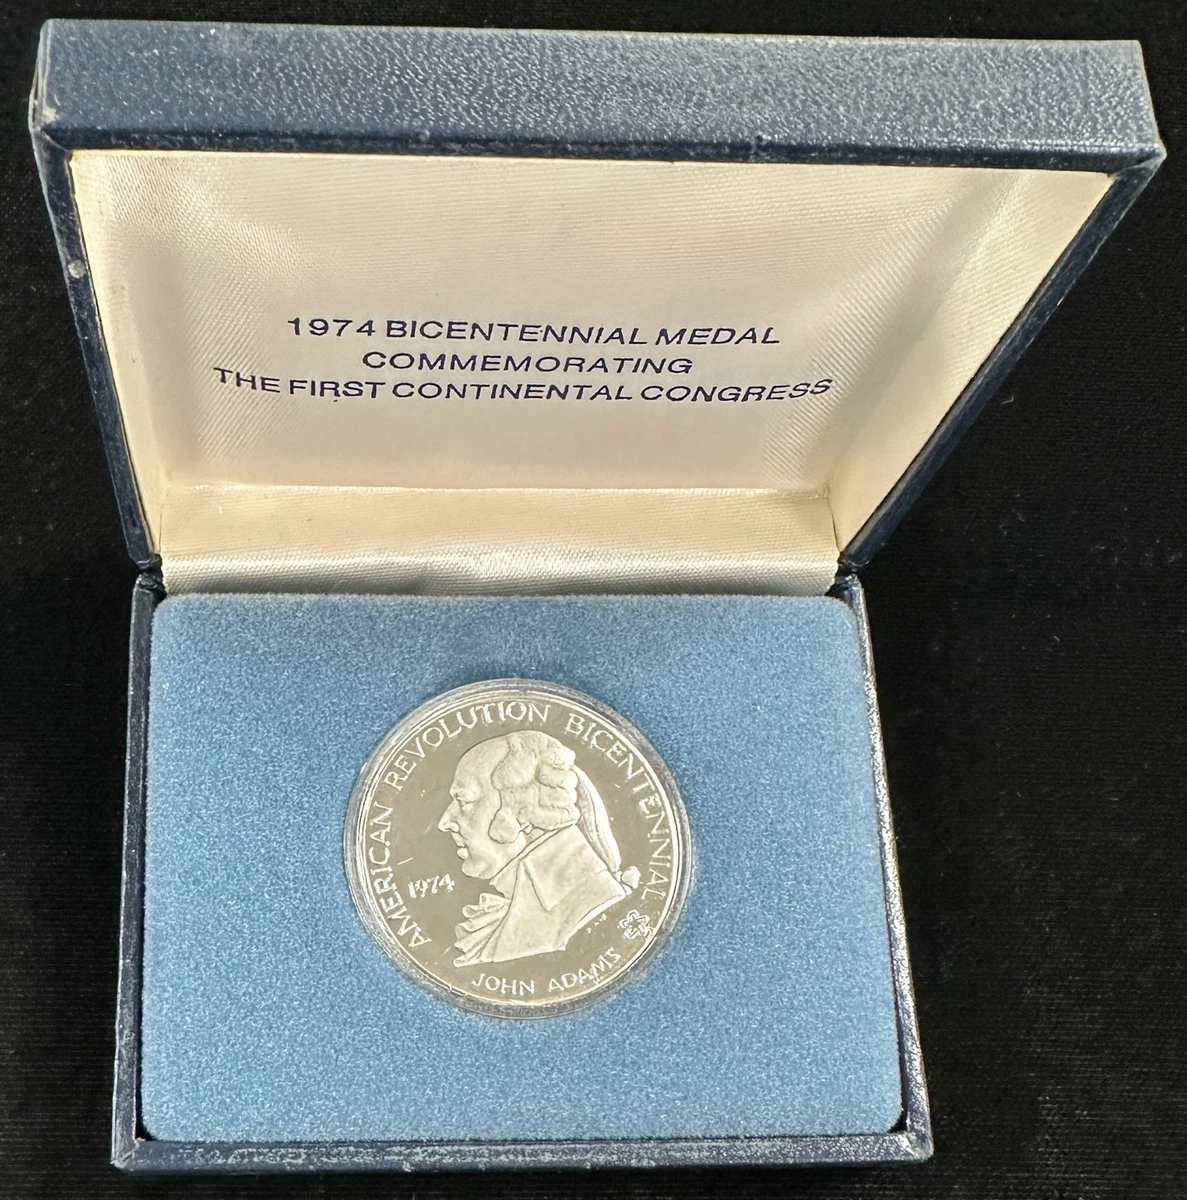 1974 BICENTENNIAL MEDAL
COMMEMORATING
THE FIRST CONTINENTAL CONGRESS
AMERICAN REVOLUTION BICENTENNIAL
1974
JOHN ADAMS